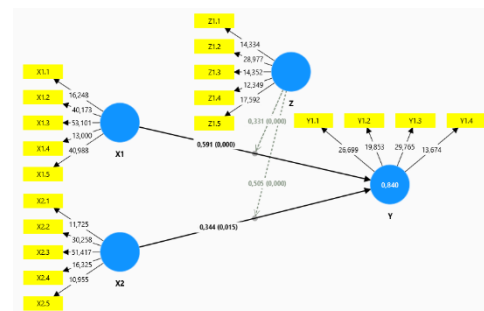 Z1.1
Z1.2
Z1.3
Z1.4
Z1.5
14,334
28,977
14,352
12,349
17,592
Z
X1.1
X1.2
X1.3
X1.4
X1.5
16,248
40,173
53,101
13,000
40,988
X1
0,331 (0,000)
0,591 (0,000)
0,505 (0,000)
0,344 (0,015)
Y1.1
Y1.2
Y1.3
Y1.4
26,699
19,853
29,765
13,674
0,840
Y
X2.1
X2.2
X2.3
X2.4
X2.5
11,725
30,258
51,417
16,325
10,955
X2